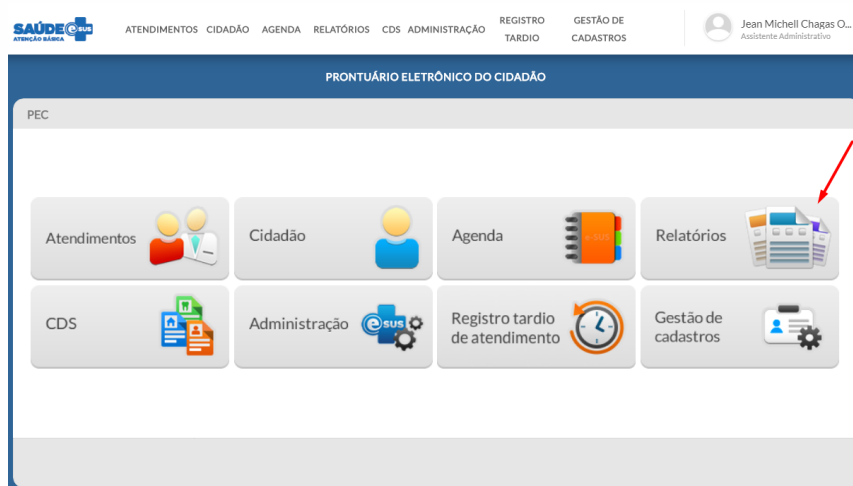 SAÚDE e SUS
ATENÇÃO BÁSICA
ATENDIMENTOS CIDADÃO AGENDA RELATÓRIOS CDS ADMINISTRAÇÃO REGISTRO TARDIO GESTÃO DE CADASTROS
Jean Michell Chagas O...
Assistente Administrativo
PRONTUÁRIO ELETRÔNICO DO CIDADÃO
PEC
Atendimentos
Cidadão
Agenda
e-SUS
Relatórios
CDS
Administração
eSUS
Registro tardio
de atendimento
Gestão de
cadastros